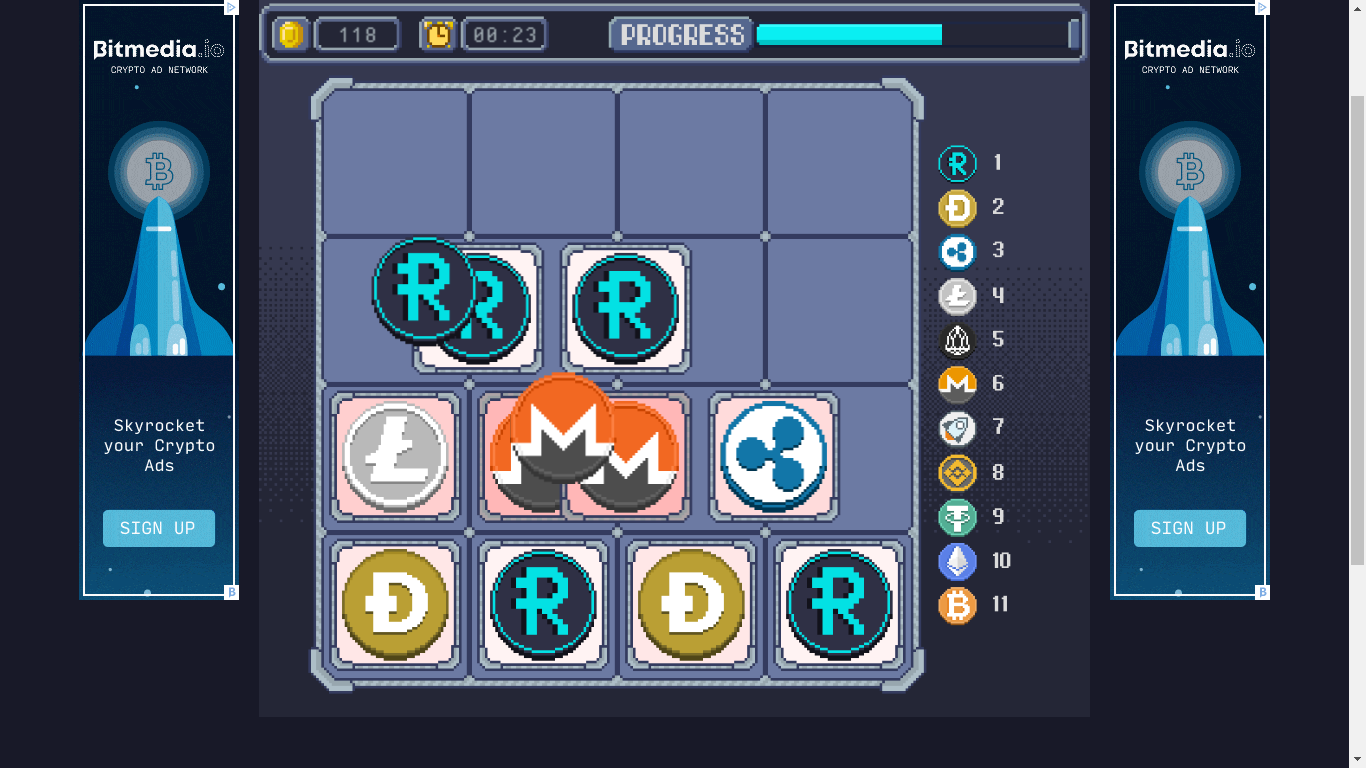 Bitmedia.io
CRYPTO AD NETWORK
Skyrocket
your Crypto
Ads
SIGN UP
118
00:23
PROGRESS
1
2
3
4
5
6
7
8
9
10
11
Bitmedia.io
CRYPTO AD NETWORK
Skyrocket
your Crypto
Ads
SIGN UP